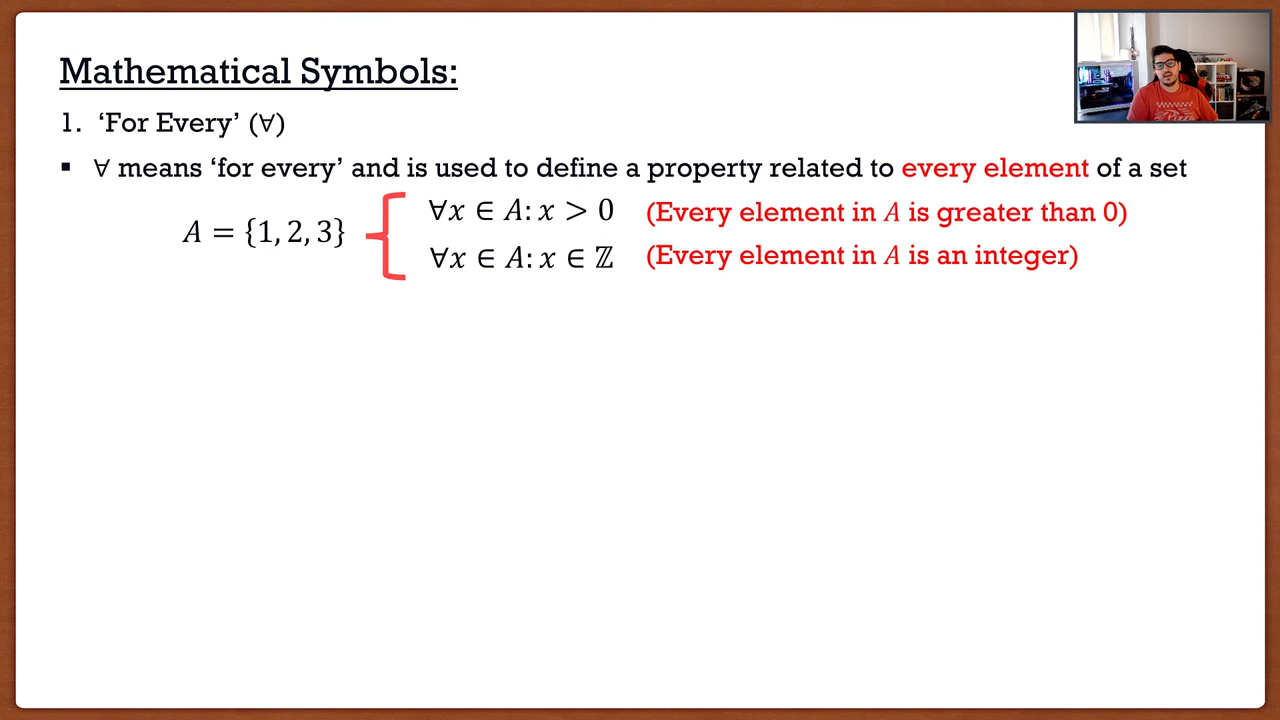 Mathematical Symbols:
1. ‘For Every’ (∀)
▪ ∀ means ‘for every’ and is used to define a property related to every element of a set
A = {1, 2, 3}
∀x ∈ A: x > 0 (Every element in A is greater than 0)
∀x ∈ A: x ∈ ℤ (Every element in A is an integer)